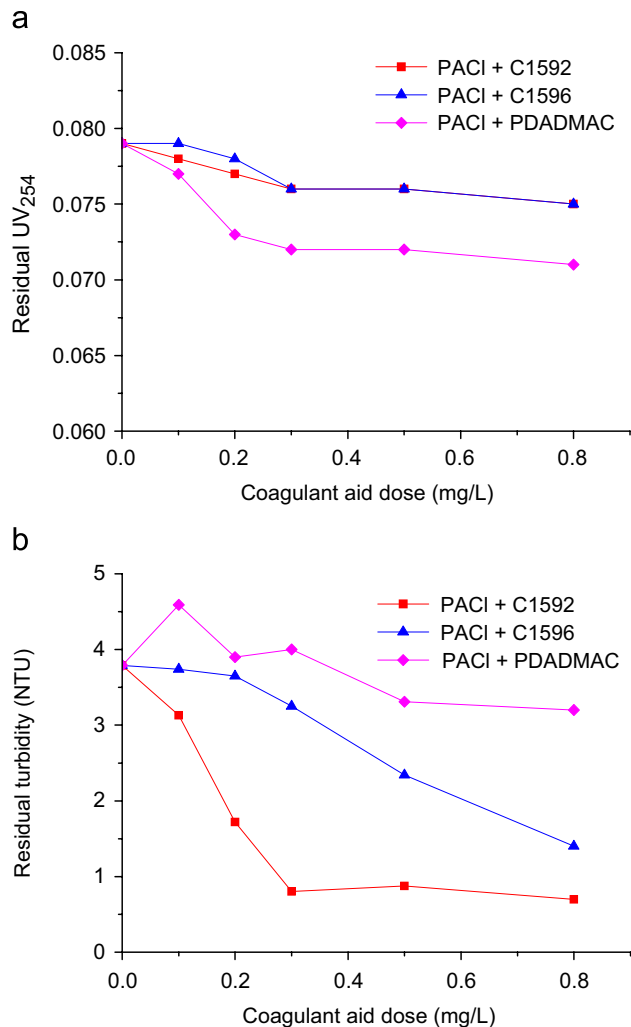 a
0.085
0.080
0.075
0.070
0.065
0.060
Residual UV254
PACl + C1592
PACl + C1596
PACl + PDADMAC
0.0 0.2 0.4 0.6 0.8
Coagulant aid dose (mg/L)
b
5
4
3
2
1
0
Residual turbidity (NTU)
PACl + C1592
PACl + C1596
PACl + PDADMAC
0.0 0.2 0.4 0.6 0.8
Coagulant aid dose (mg/L)